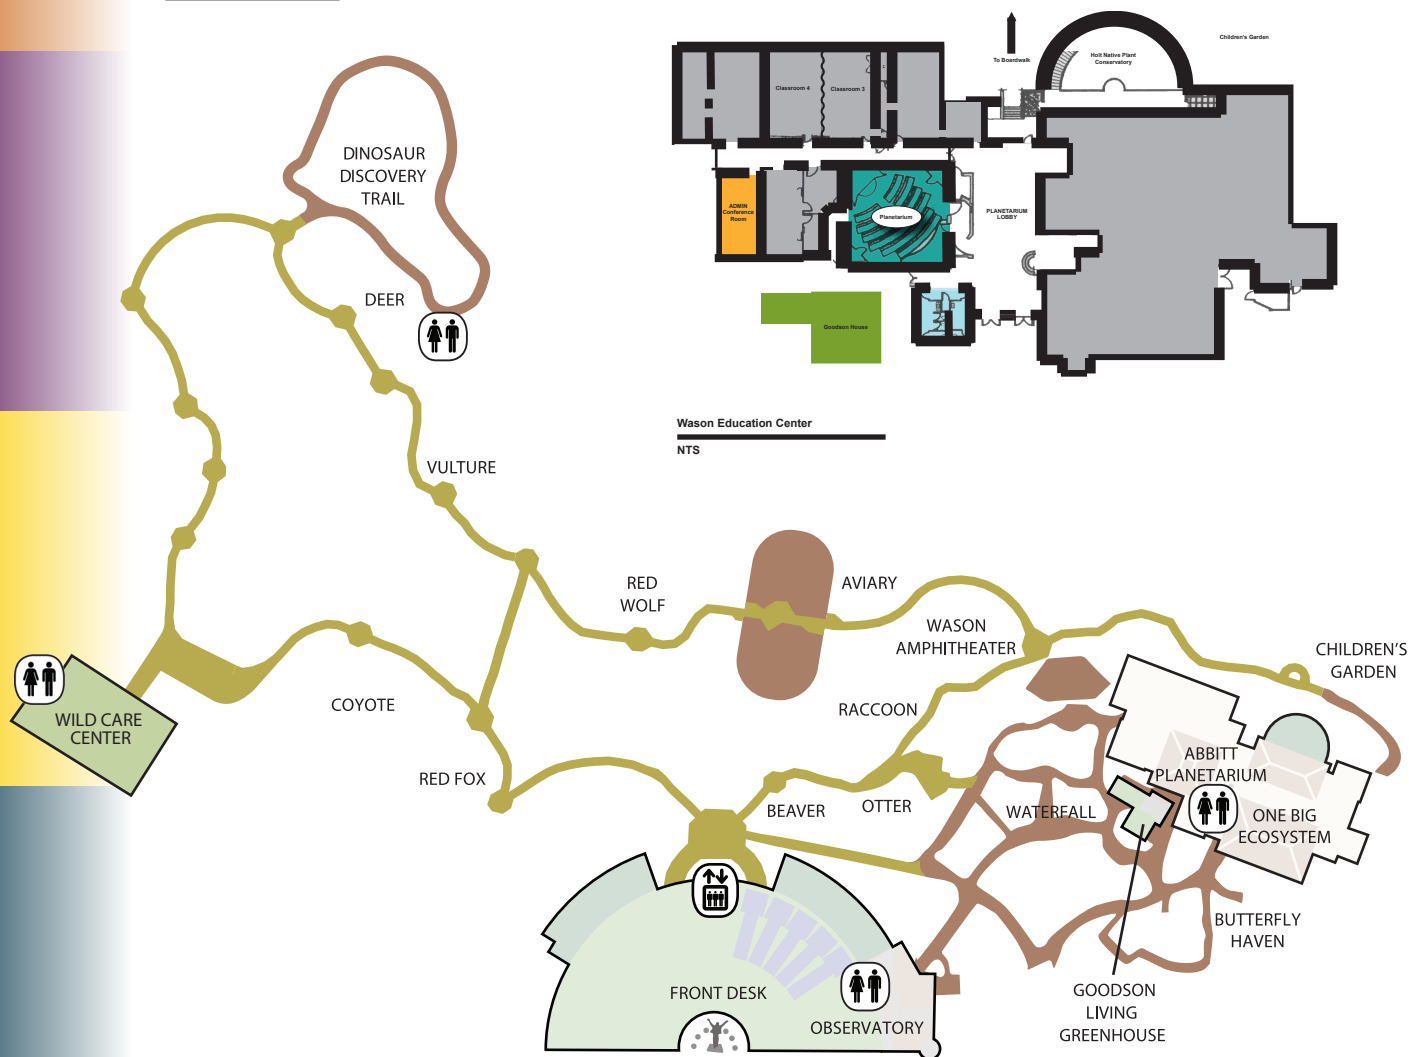 To Boardwalk
Holt Native Plant
Conservatory
Children's Garden
Classroom 4
Classroom 3
ADMIN
Conference
Room
Planetarium
PLANETARIUM
LOBBY
Goodson House
Wason Education Center
NTS
DINOSAUR
DISCOVERY
TRAIL
DEER
VULTURE
RED
WOLF
AVIARY
WASON
AMPHITHEATER
CHILDREN'S
GARDEN
COYOTE
RACCOON
WILD CARE
CENTER
RED FOX
BEAVER
OTTER
WATERFALL
ABBITT
PLANETARIUM
ONE BIG
ECOSYSTEM
BUTTERFLY
HAVEN
FRONT DESK
OBSERVATORY
GOODSON
LIVING
GREENHOUSE